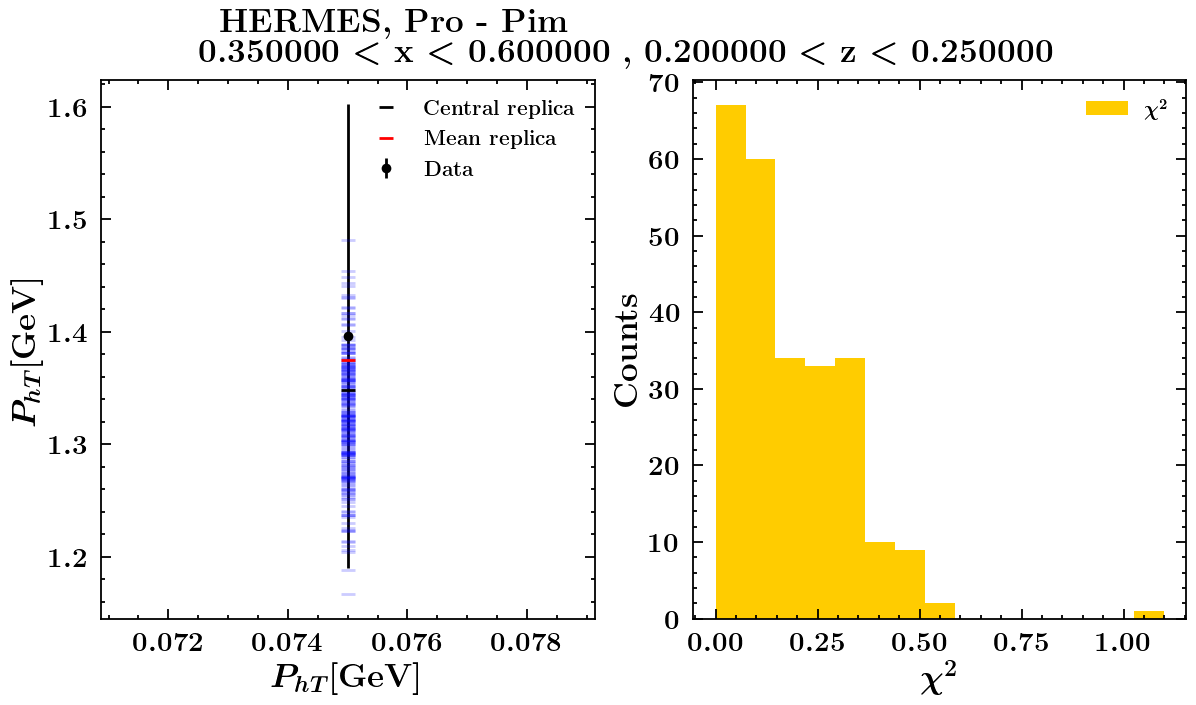 HERMES, Pro - Pim
0.350000 < x < 0.600000 , 0.200000 < z < 0.250000
1.6
1.5
1.4
1.3
1.2
P_{hT}[GeV]
Central replica
Mean replica
Data
0.072
0.074
0.076
0.078
P_{hT}[GeV]
70
60
50
40
30
20
10
0
Counts
χ²
0.00
0.25
0.50
0.75
1.00
χ²